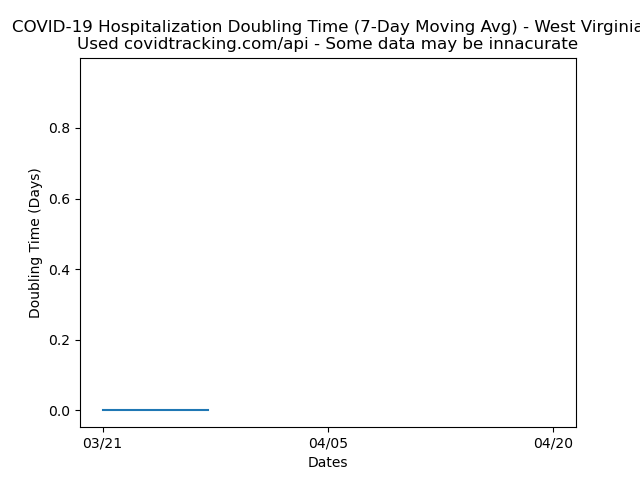 COVID-19 Hospitalization Doubling Time (7-Day Moving Avg) - West Virginia
Used covidtracking.com/api - Some data may be innacurate
Doubling Time (Days)
0.8
0.6
0.4
0.2
0.0
03/21 04/05 04/20
Dates